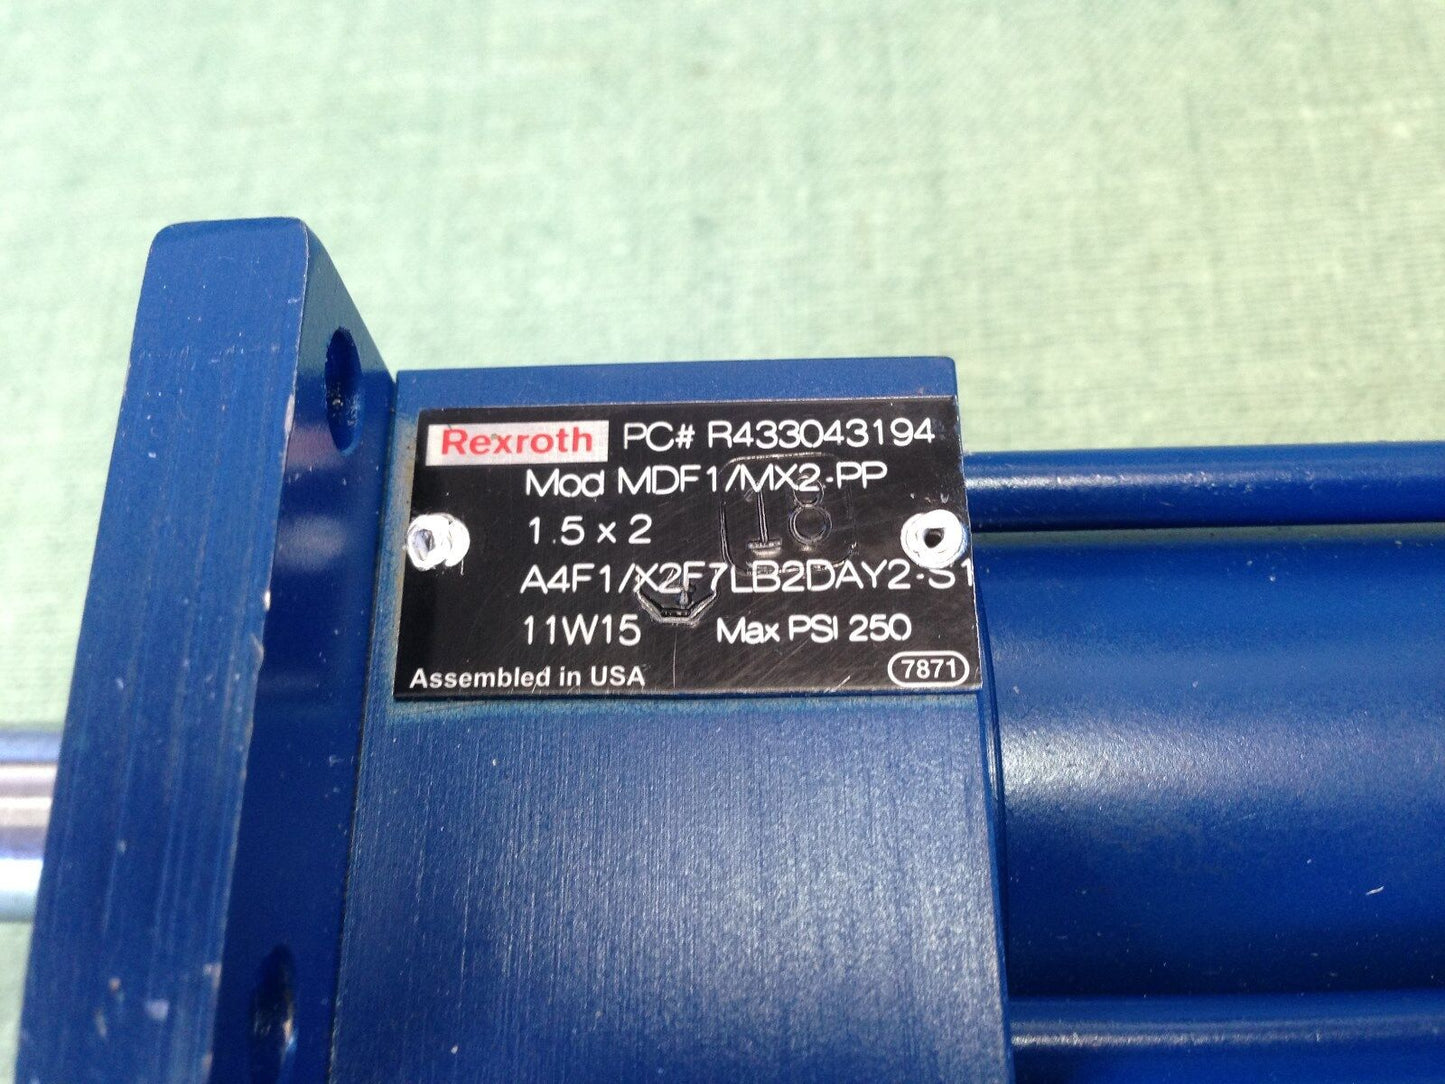 Rexroth PC# R433043194
Mod MDF1/MX2-PP
1.5 x 2
18
A4F1/X2F7LB2DAY2-S1
11W15 Max PSI 250
Assembled in USA 7871